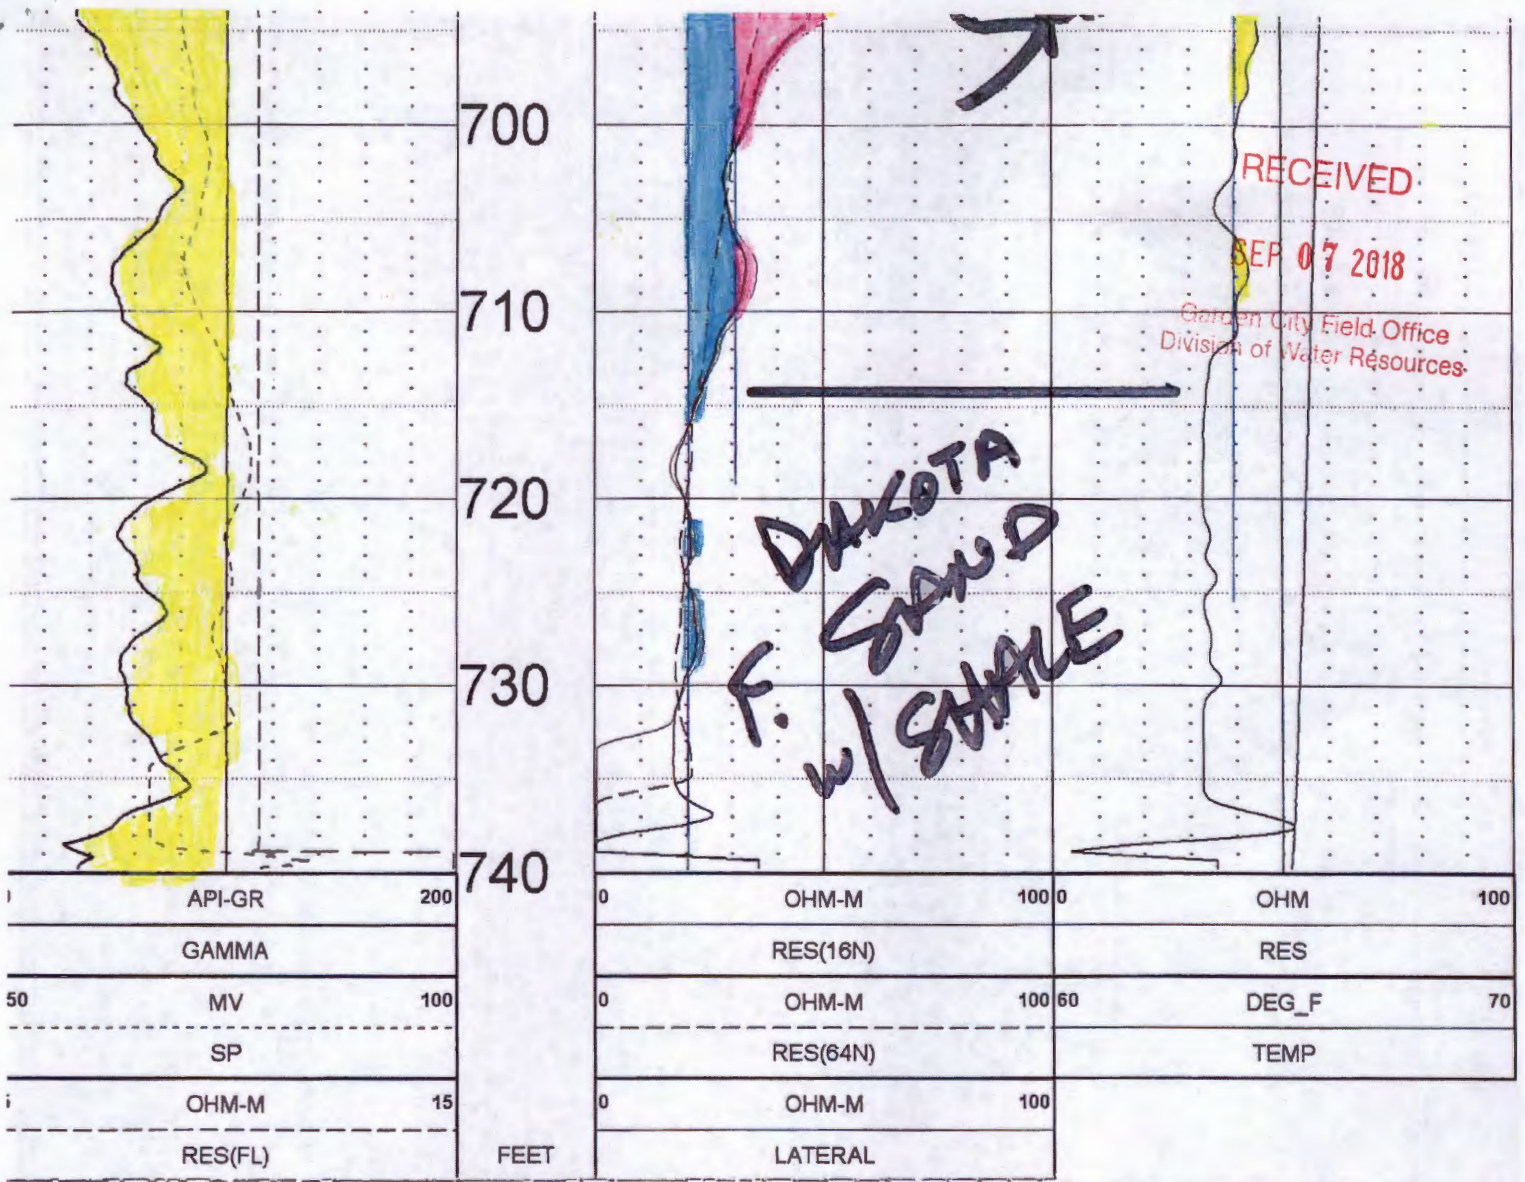 700
RECEIVED
SEP 07 2018
710
Garden City Field Office
Division of Water Resources
720
DAKOTA
SAND
F.
w/ SHALE
730
740
API-GR 200 0 OHM-M 100 0 OHM 100
GAMMA RES(16N) RES
50 MV 100 0 OHM-M 100 60 DEG_F 70
SP RES(64N) TEMP
OHM-M 15 0 OHM-M 100
RES(FL) FEET LATERAL